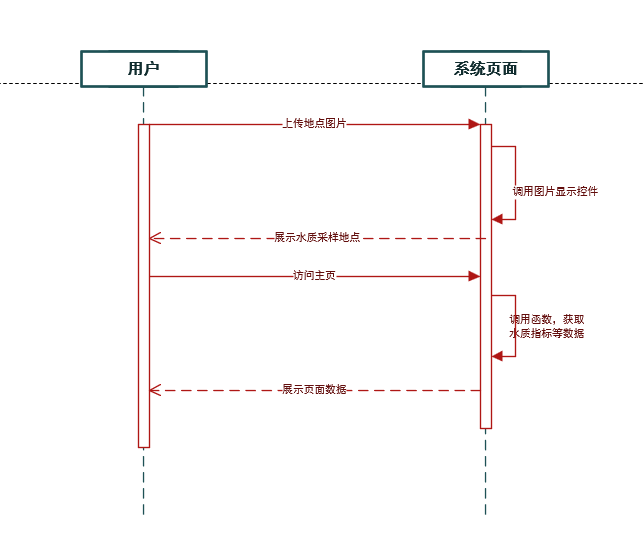 用户
系统页面
上传地点图片
调用图片显示控件
展示水质采样地点
访问主页
调用函数，获取
水质指标等数据
展示页面数据